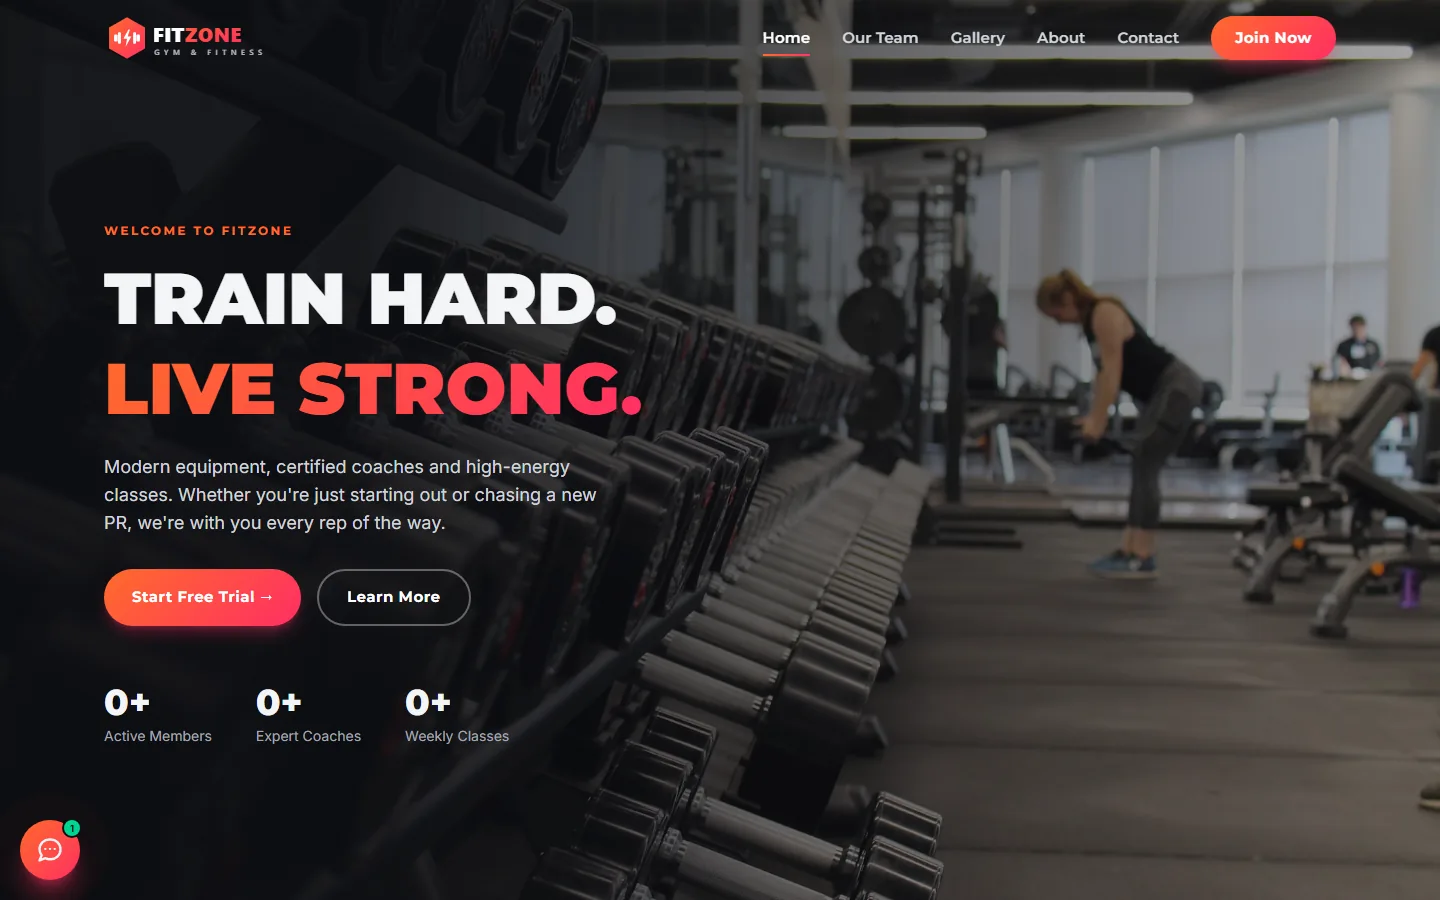 FITZONE
GYM & FITNESS
Home
Our Team
Gallery
About
Contact
Join Now
WELCOME TO FITZONE
TRAIN HARD.
LIVE STRONG.
Modern equipment, certified coaches and high-energy
classes. Whether you're just starting out or chasing a new
PR, we're with you every rep of the way.
Start Free Trial →
Learn More
0+
Active Members
0+
Expert Coaches
0+
Weekly Classes
1